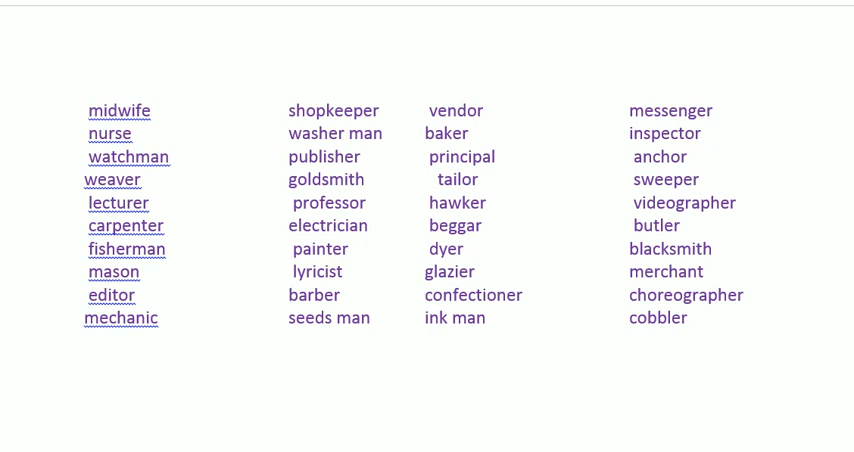 midwife shopkeeper vendor messenger
nurse washer man baker inspector
watchman publisher principal anchor
weaver goldsmith tailor sweeper
lecturer professor hawker videographer
carpenter electrician beggar butler
fisherman painter dyer blacksmith
mason lyricist glazier merchant
editor barber confectioner choreographer
mechanic seeds man ink man cobbler